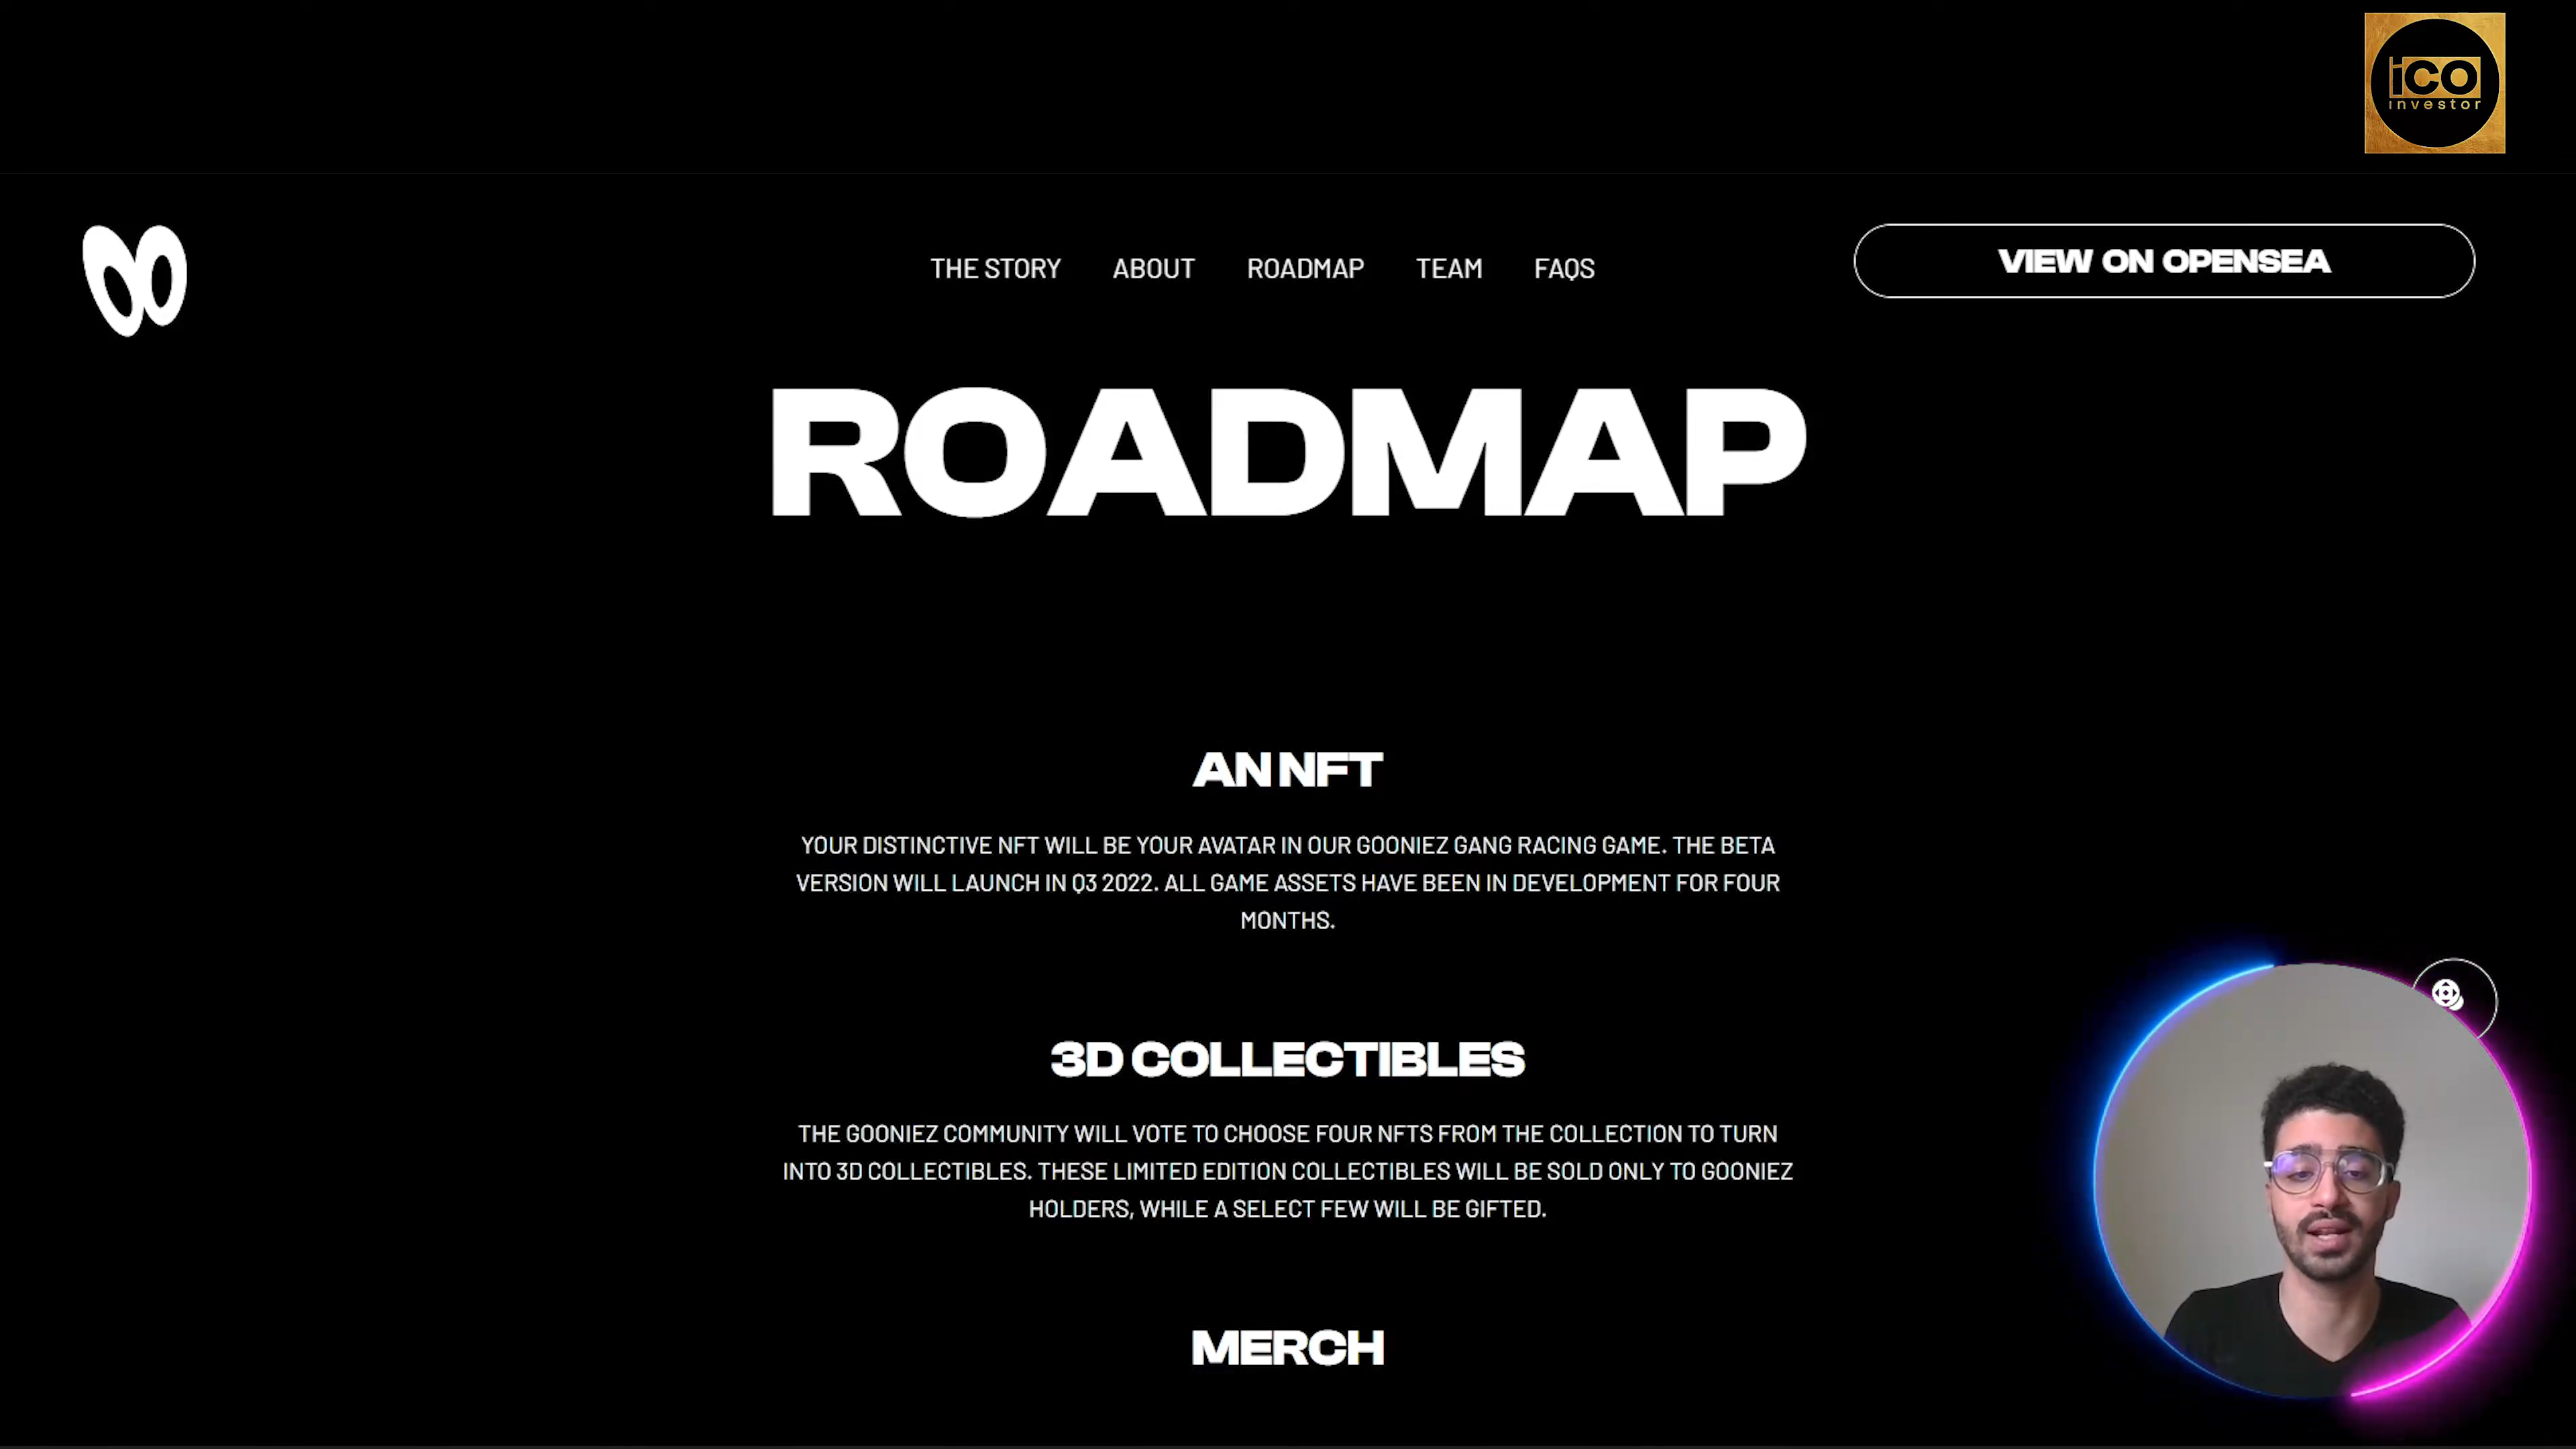 iCO
investor
THE STORY ABOUT ROADMAP TEAM FAQS
VIEW ON OPENSEA
ROADMAP
AN NFT
YOUR DISTINCTIVE NFT WILL BE YOUR AVATAR IN OUR GOONIEZ GANG RACING GAME. THE BETA
VERSION WILL LAUNCH IN Q3 2022. ALL GAME ASSETS HAVE BEEN IN DEVELOPMENT FOR FOUR
MONTHS.
3D COLLECTIBLES
THE GOONIEZ COMMUNITY WILL VOTE TO CHOOSE FOUR NFTS FROM THE COLLECTION TO TURN
INTO 3D COLLECTIBLES. THESE LIMITED EDITION COLLECTIBLES WILL BE SOLD ONLY TO GOONIEZ
HOLDERS, WHILE A SELECT FEW WILL BE GIFTED.
MERCH